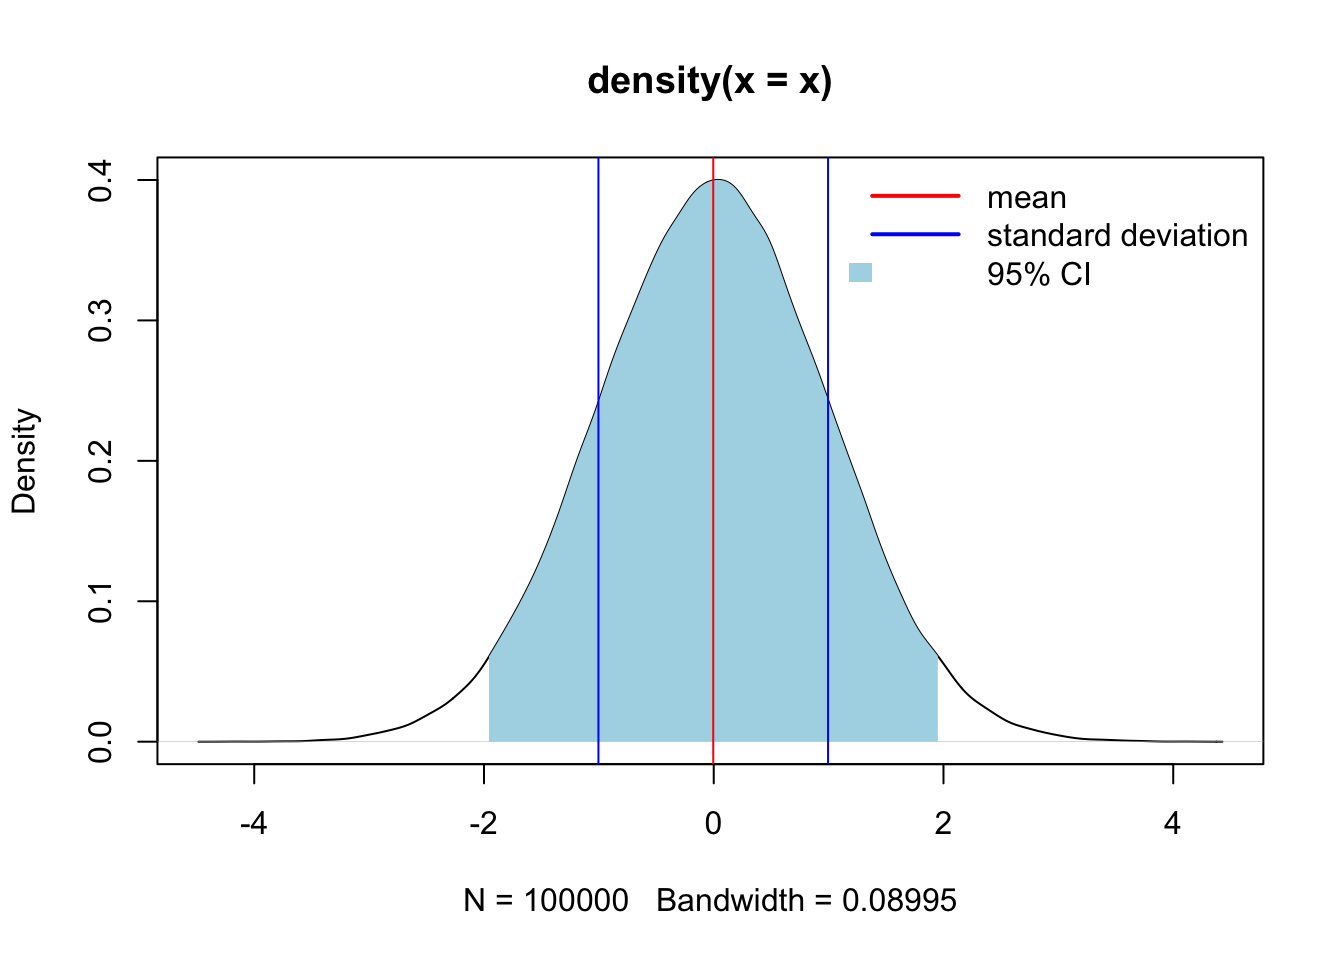 density(x = x)
mean
standard deviation
95% CI
Density
0.4
0.3
0.2
0.1
0.0
-4 -2 0 2 4
N = 100000 Bandwidth = 0.08995